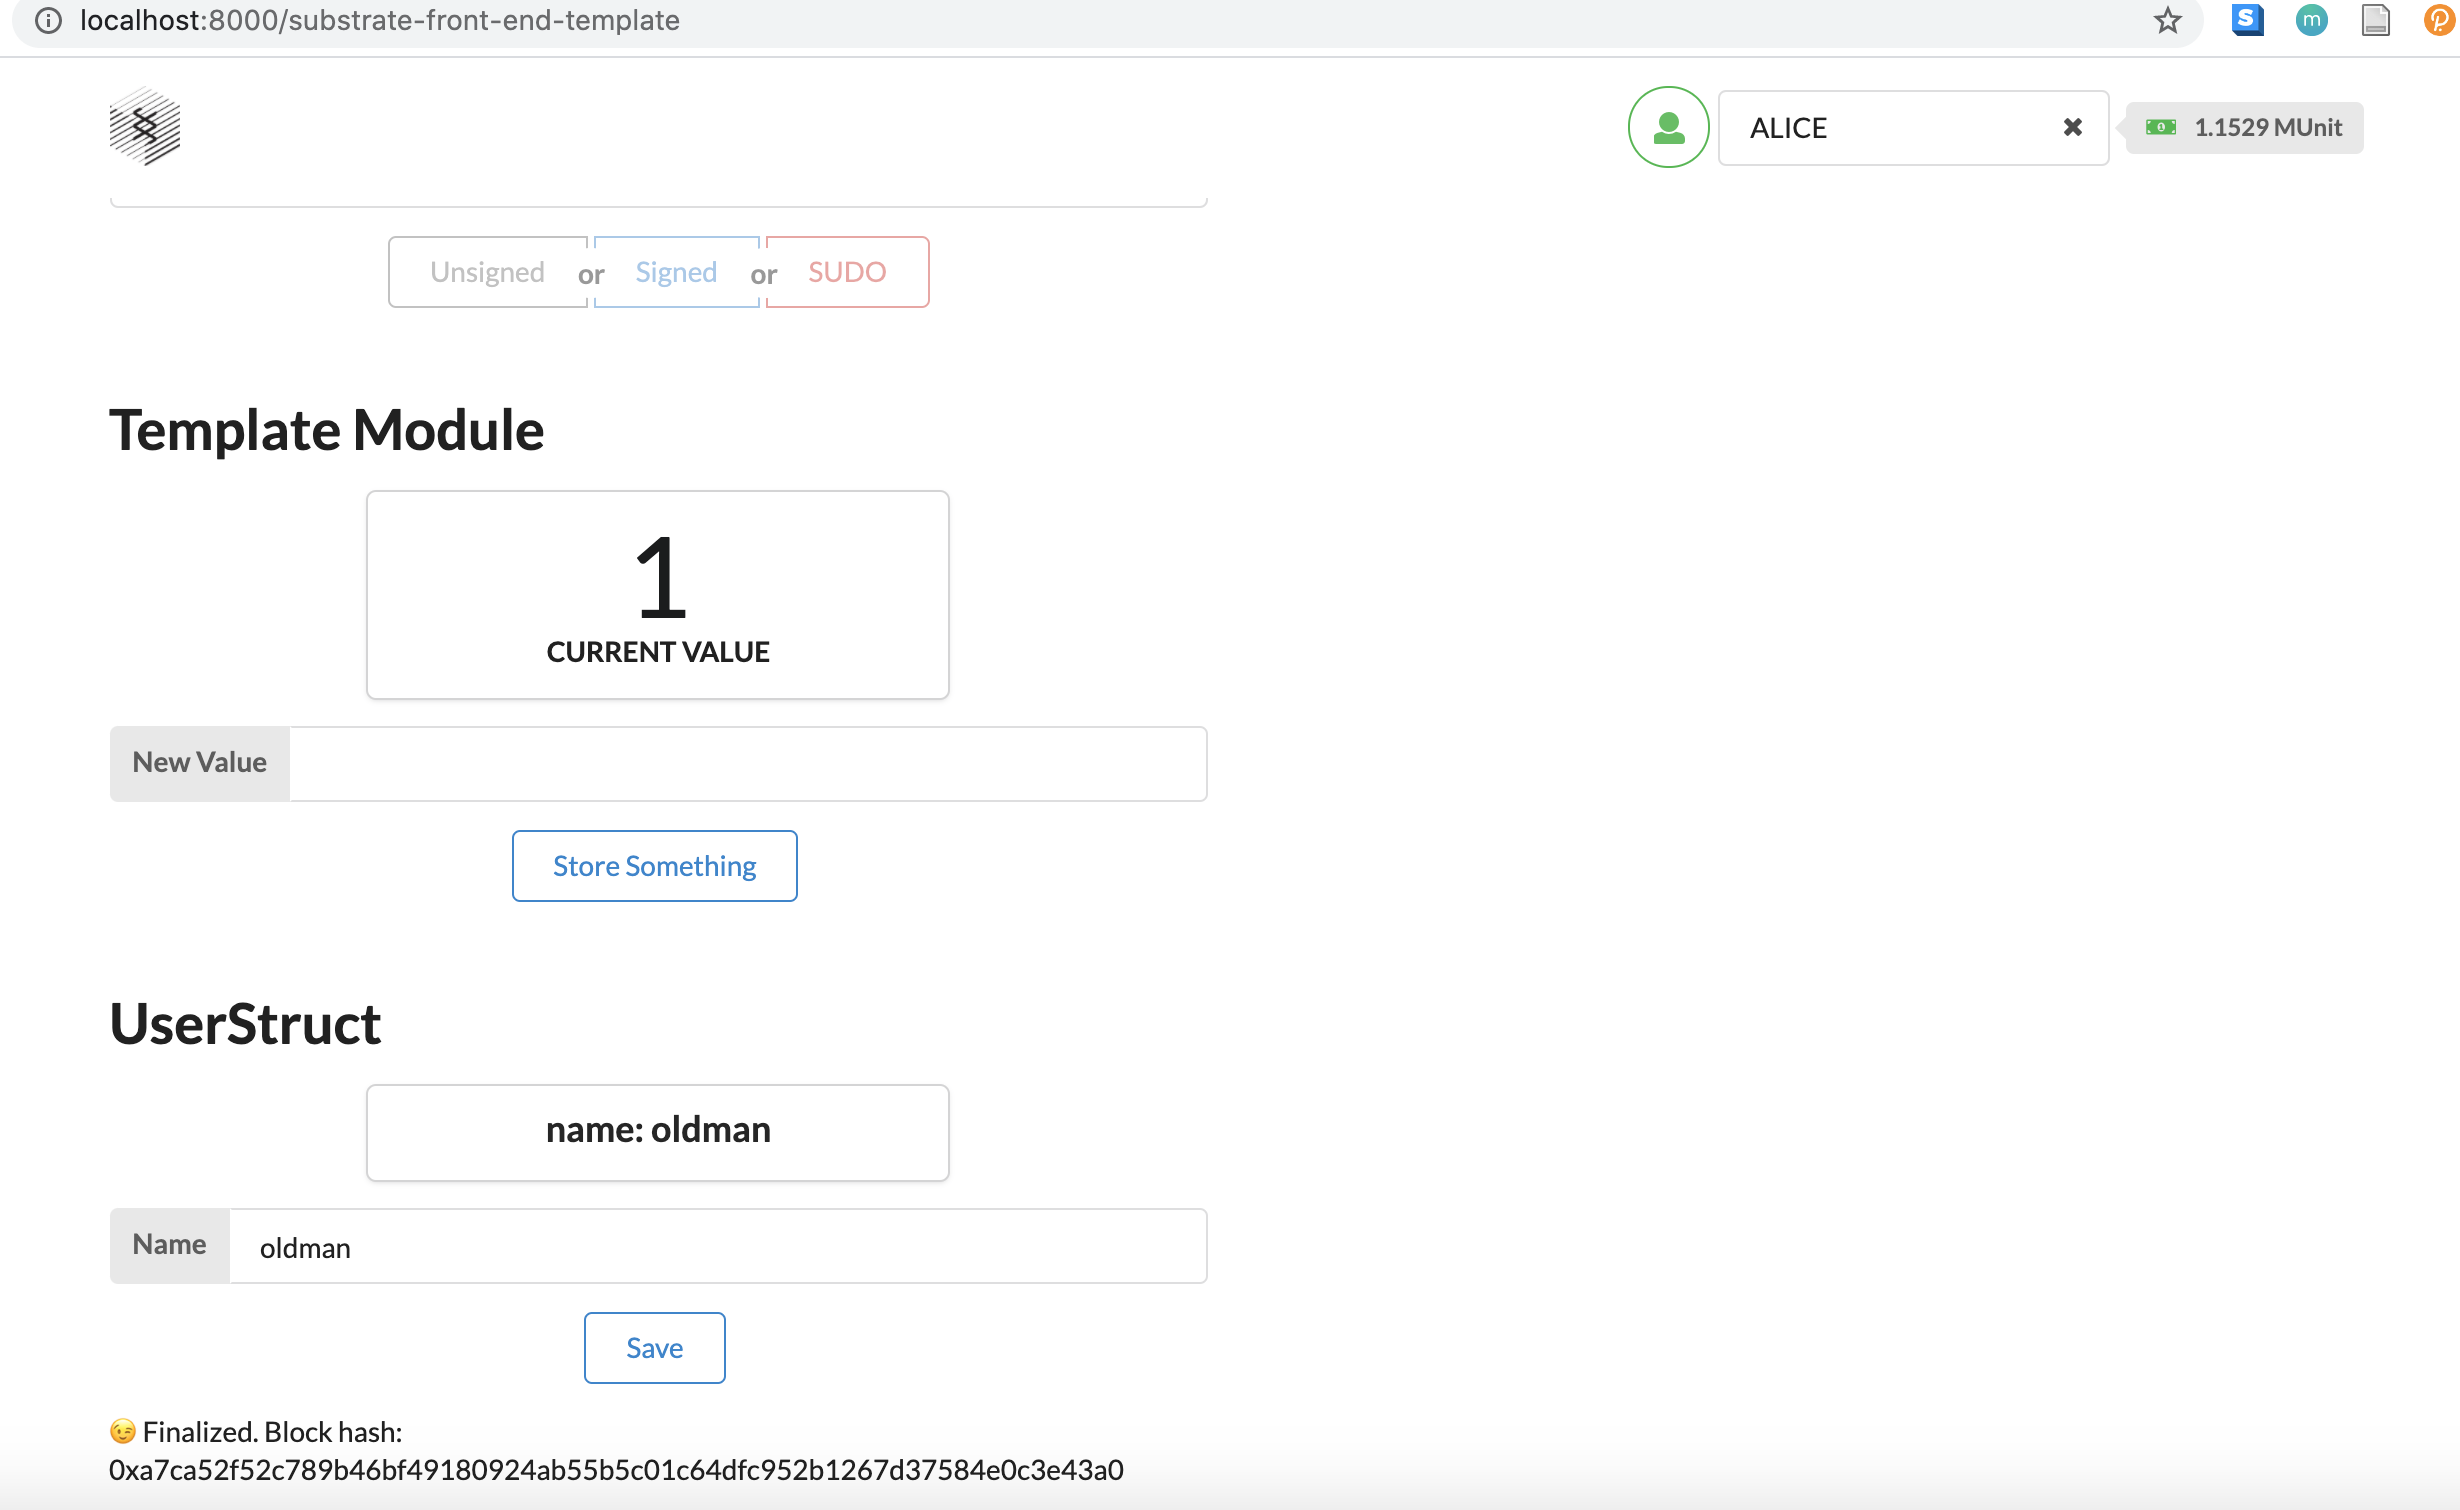 localhost:8000/substrate-front-end-template
S
m
ALICE
1.1529 MUnit
Unsigned or Signed or SUDO
Template Module
1
CURRENT VALUE
New Value
Store Something
UserStruct
name: oldman
Name oldman
Save
😉 Finalized. Block hash:
0xa7ca52f52c789b46bf49180924ab55b5c01c64dfc952b1267d37584e0c3e43a0